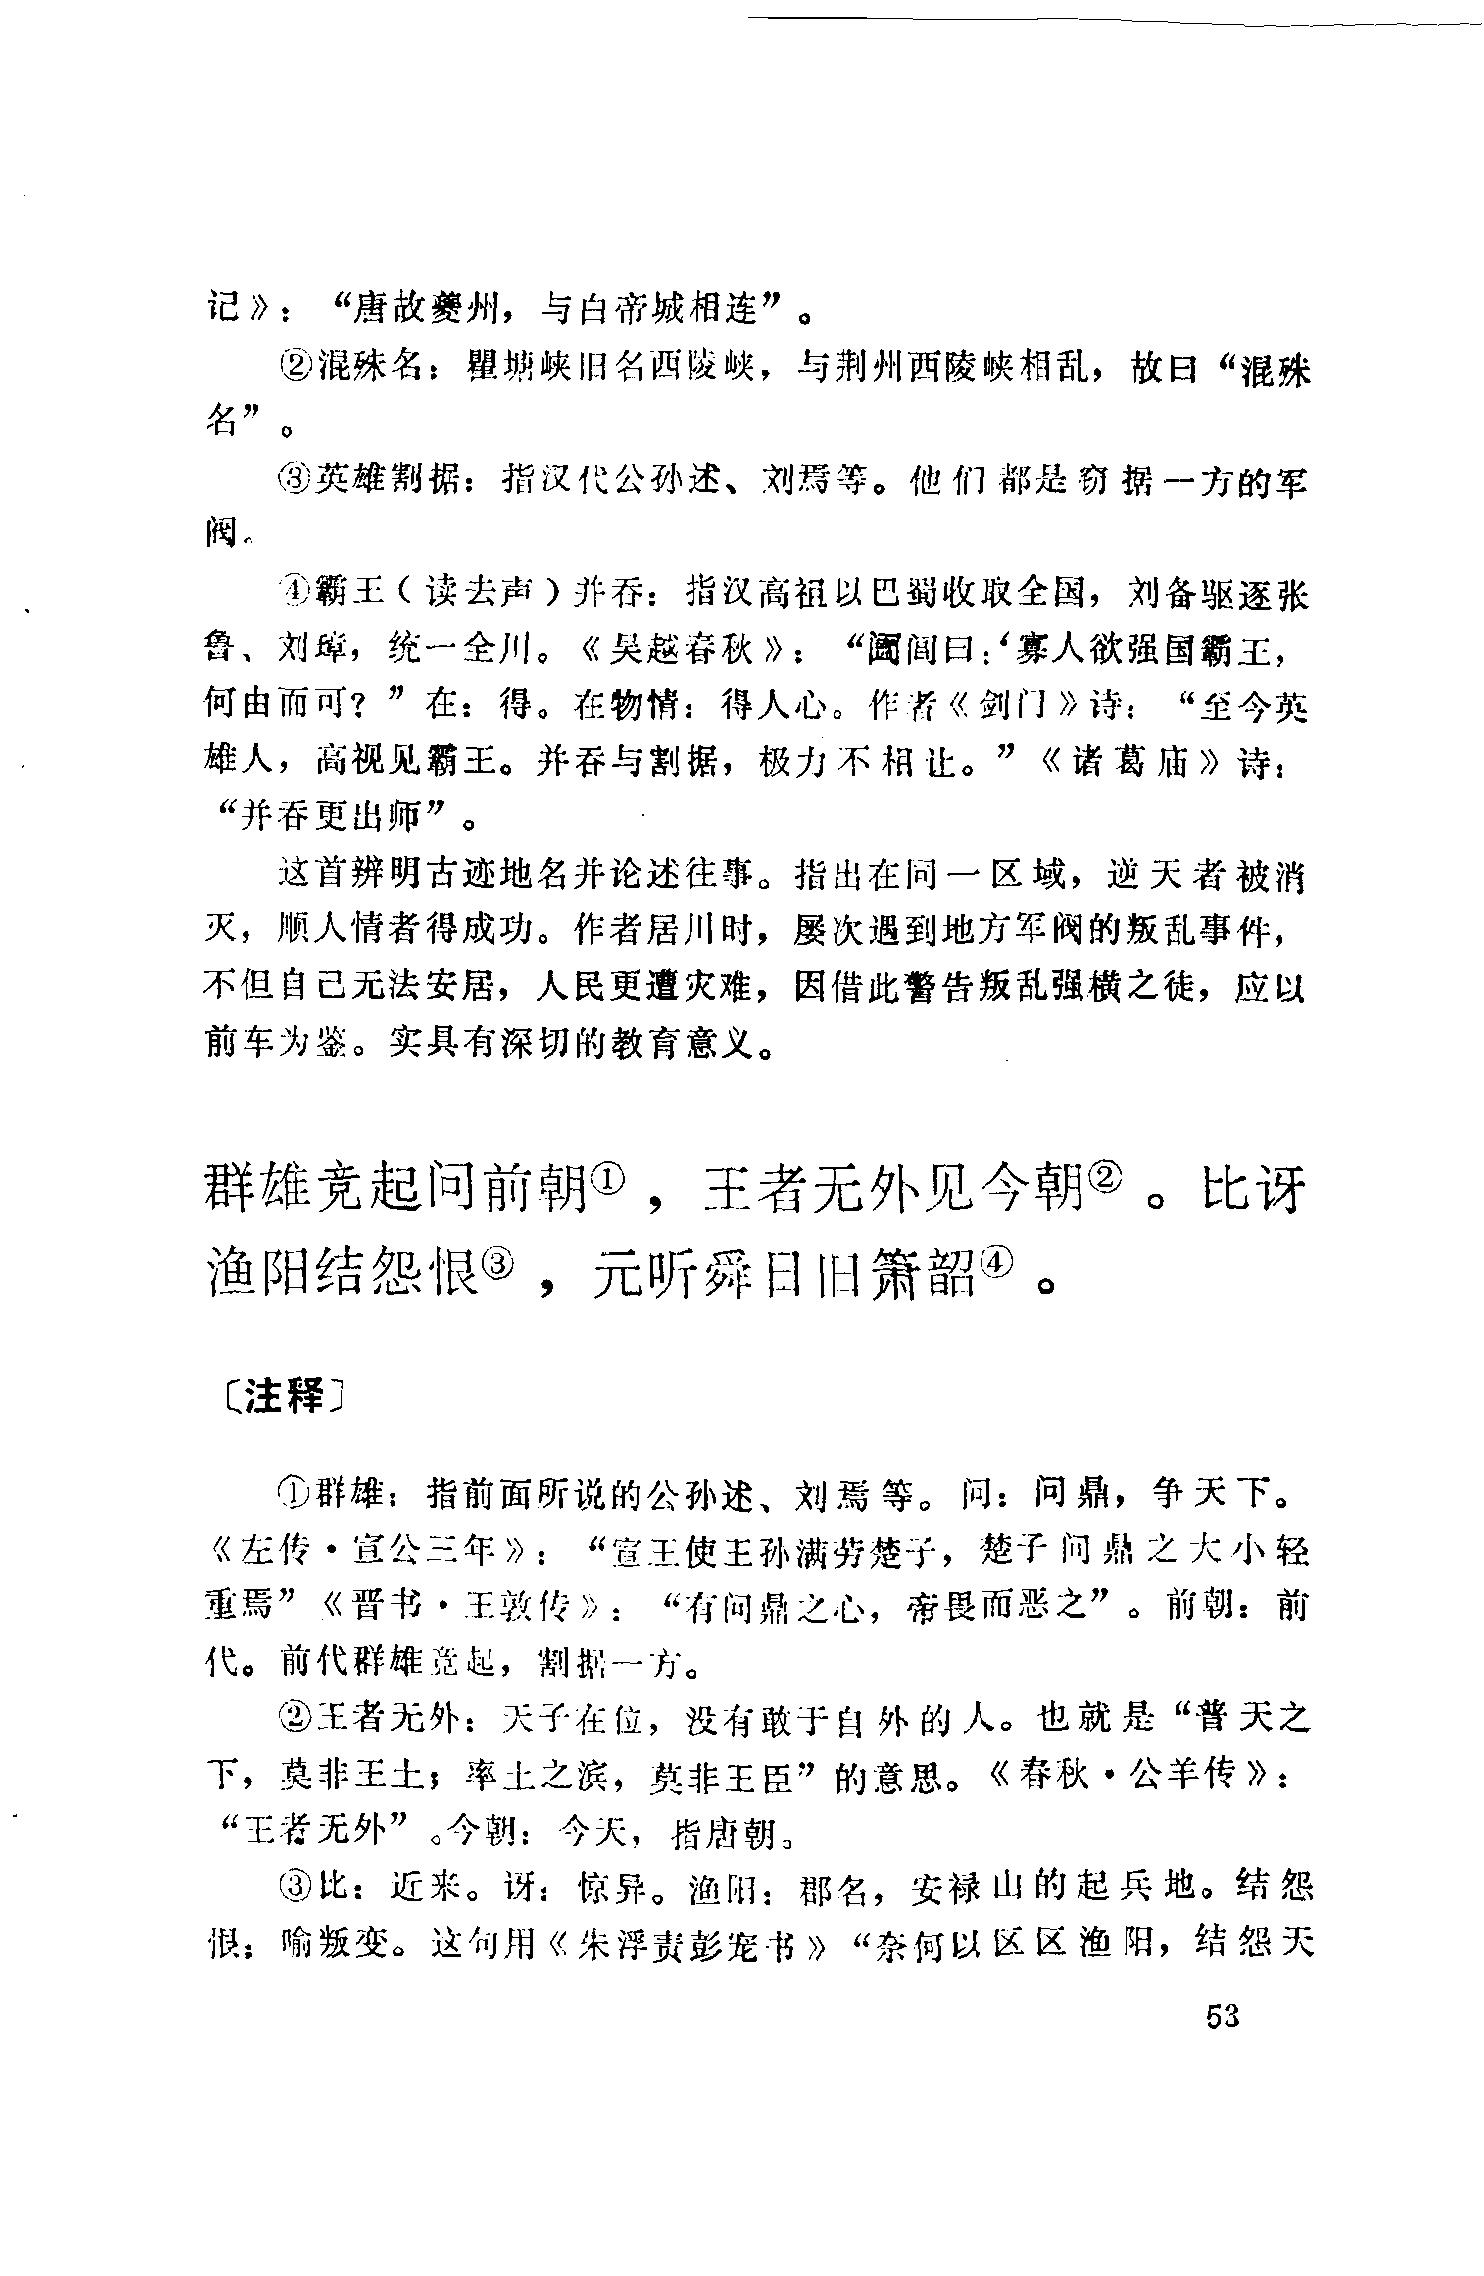 记》：“唐故夔州，与白帝城相连”。
②混殊名：瞿塘峡旧名西陵峡，与荆州西陵峡相乱，故曰“混殊
名”。
③英雄割据：指汉代公孙述、刘焉等。他们都是窃据一方的军
阀。
④霸王（读去声）并吞：指汉高祖以巴蜀收取全国，刘备驱逐张
鲁、刘璋，统一全川。《吴越春秋》：“阖闾曰：‘寡人欲强国霸王，
何由而可？”在：得。在物情：得人心。作者《剑门》诗：“至今英
雄人，高视见霸王。并吞与割据，极力不相让。”《诸葛庙》诗：
“并吞更出师”。
这首辨明古迹地名并论述往事。指出在同一区域，逆天者被消
灭，顺人情者得成功。作者居川时，屡次遇到地方军阀的叛乱事件，
不但自己无法安居，人民更遭灾难，因借此警告叛乱强横之徒，应以
前车为鉴。实具有深切的教育意义。
群雄竞起问前朝①，王者无外见今朝②。比讶
渔阳结怨恨③，元听舜日旧箫韶④。
〔注释〕
①群雄：指前面所说的公孙述、刘焉等。问：问鼎，争天下。
《左传·宣公三年》：“宣王使王孙满劳楚子，楚子问鼎之大小轻
重焉”《晋书·王敦传》：“有问鼎之心，帝畏而恶之”。前朝：前
代。前代群雄竞起，割据一方。
②王者无外：天子在位，没有敢于自外的人。也就是“普天之
下，莫非王土；率土之滨，莫非王臣”的意思。《春秋·公羊传》：
“王者无外”。今朝：今天，指唐朝。
③比：近来。讶：惊异。渔阳：郡名，安禄山的起兵地。结怨
恨：喻叛变。这句用《朱浮责彭宠书》“奈何以区区渔阳，结怨天
53